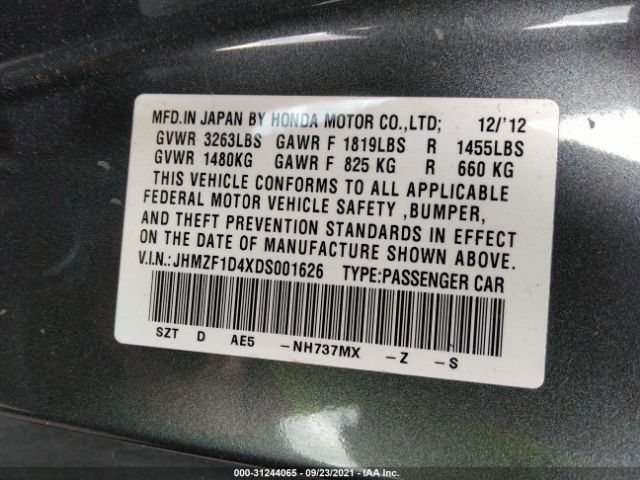 MFD.IN JAPAN BY HONDA MOTOR CO.,LTD; 12/'12
GVWR 3263LBS GAWR F 1819LBS R 1455LBS
GVWR 1480KG GAWR F 825 KG R 660 KG
THIS VEHICLE CONFORMS TO ALL APPLICABLE
FEDERAL MOTOR VEHICLE SAFETY ,BUMPER,
AND THEFT PREVENTION STANDARDS IN EFFECT
ON THE DATE OF MANUFACTURE SHOWN ABOVE.
V.I.N.:JHMZF1D4XDS001626 TYPE:PASSENGER CAR
SZT D AE5 -NH737MX -Z -S
000-31244065 - 09/23/2021 - IAA Inc.